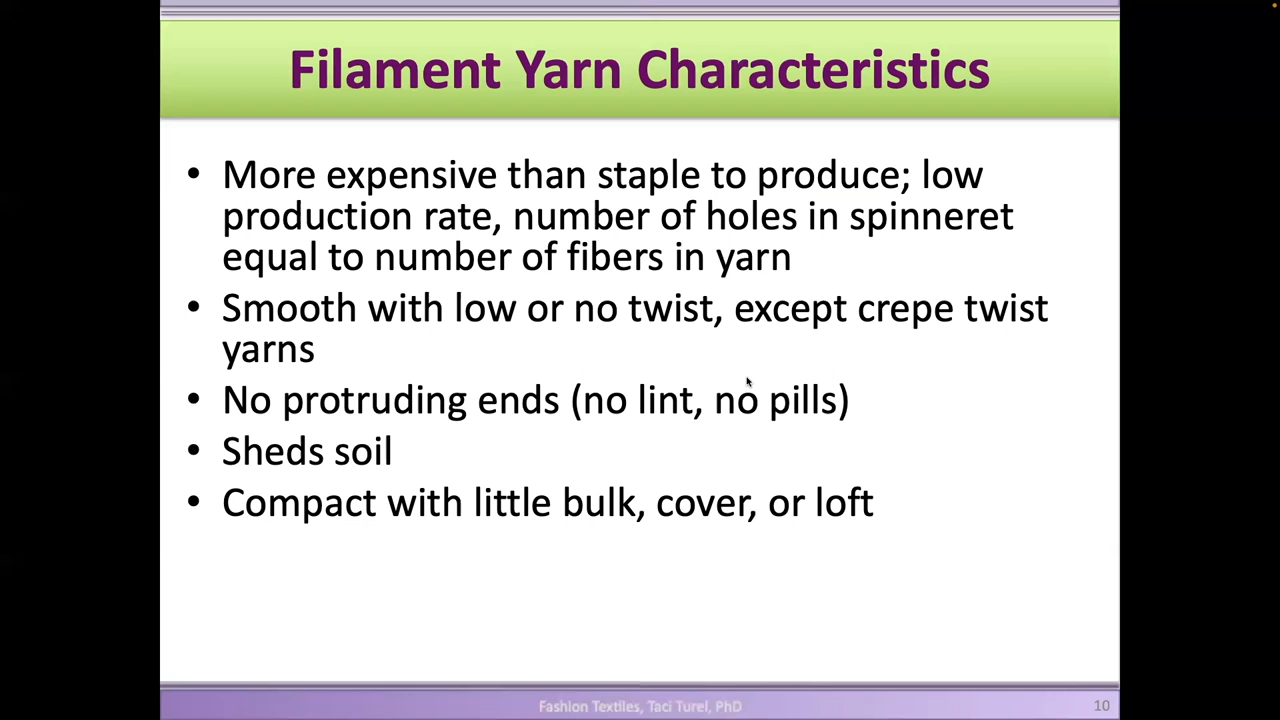 Filament Yarn Characteristics
• More expensive than staple to produce; low
production rate, number of holes in spinneret
equal to number of fibers in yarn
• Smooth with low or no twist, except crepe twist
yarns
• No protruding ends (no lint, no pills)
• Sheds soil
• Compact with little bulk, cover, or loft
Fashion Textiles, Taci Turel, PhD
10